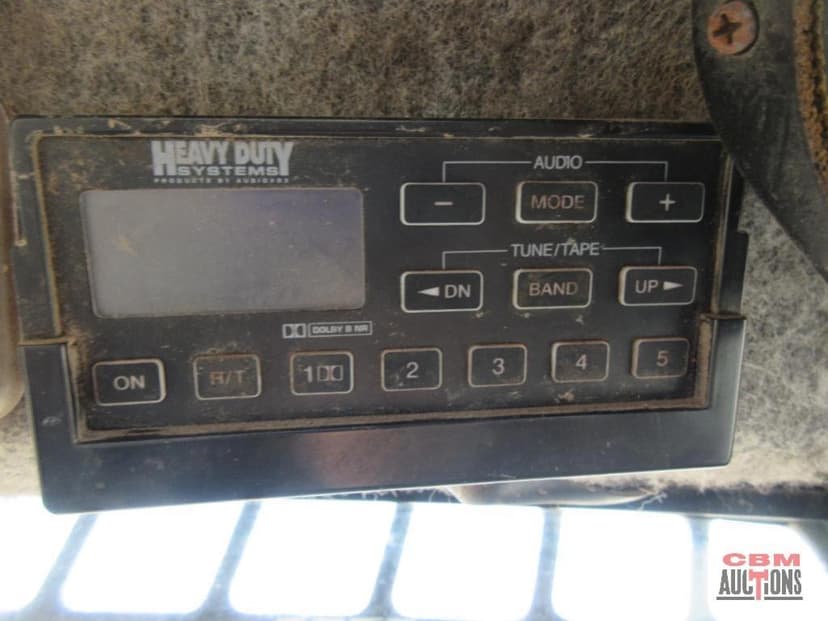 HEAVY DUTY
SYSTEMS
PRODUCTS BY AUDIOVOX
AUDIO
− MODE +
TUNE/TAPE
◄DN BAND UP►
DOLBY B NR
ON R/T 1 2 3 4 5
CBM
AUCTIONS